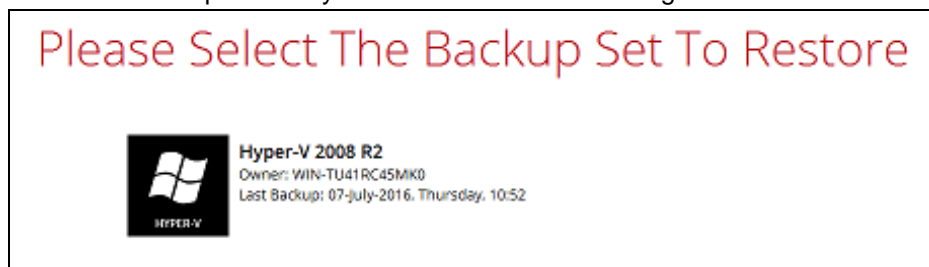 Please Select The Backup Set To Restore
Hyper-V 2008 R2
Owner: WIN-TU41RC45MK0
Last Backup: 07-July-2016, Thursday, 10:52
HYPER-V